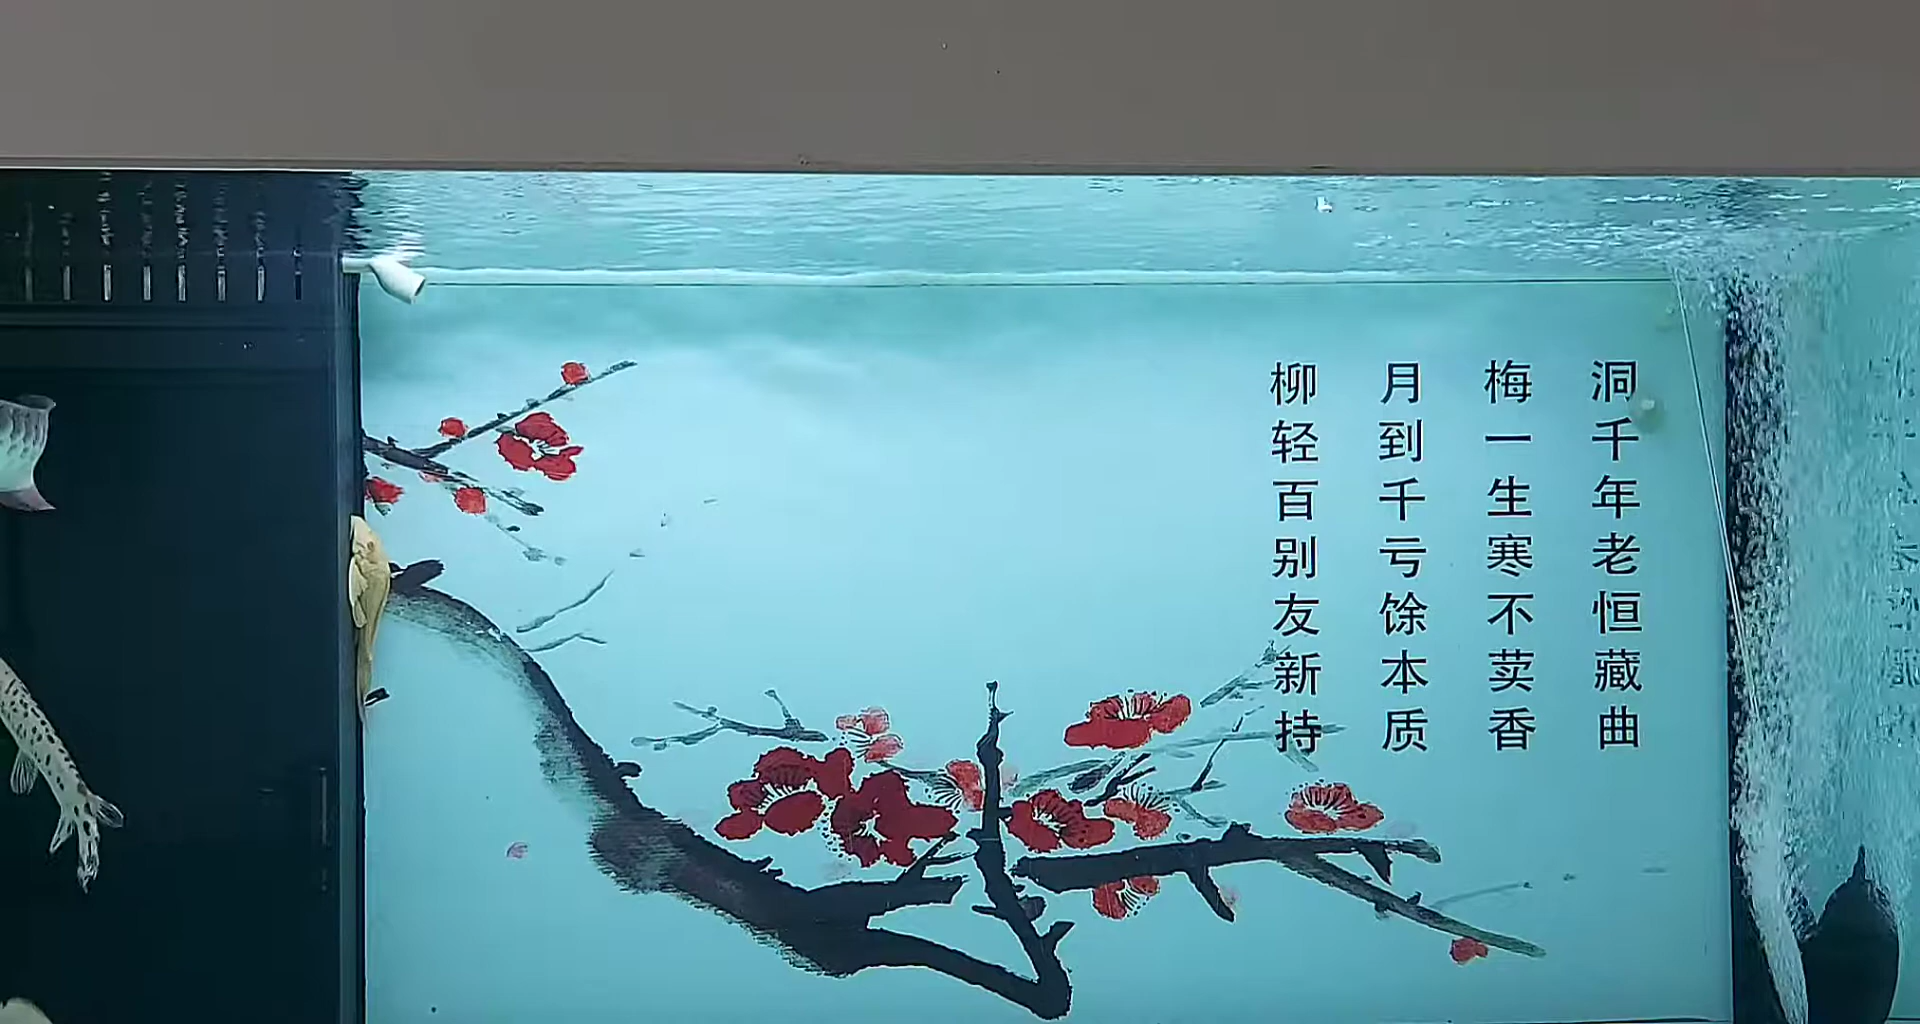 洞千年老恒藏曲
梅一生寒不荬香
月到千亏馀本质
柳轻百别友新持